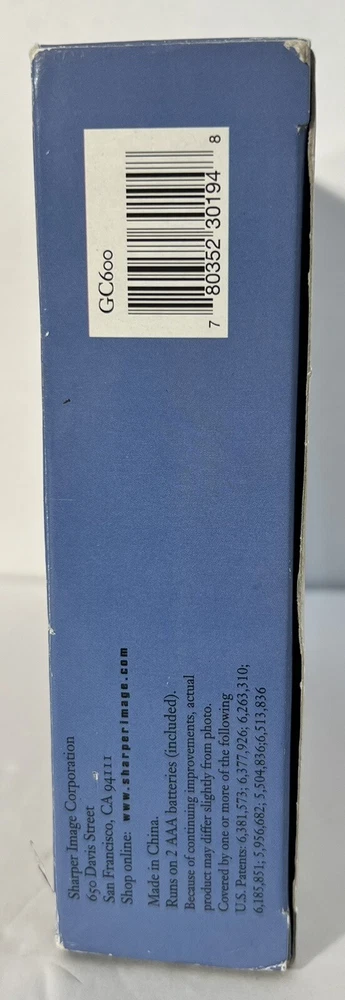 GC600
7 80352 30194 8
Sharper Image Corporation
650 Davis Street
San Francisco, CA 94111
Shop online: www.sharperimage.com
Made in China.
Runs on 2 AAA batteries (included).
Because of continuing improvements, actual
product may differ slightly from photo.
Covered by one or more of the following
U.S. Patents: 6,381,573; 6,377,926; 6,263,310;
6,185,851; 5,956,682; 5,504,836;6,513,836